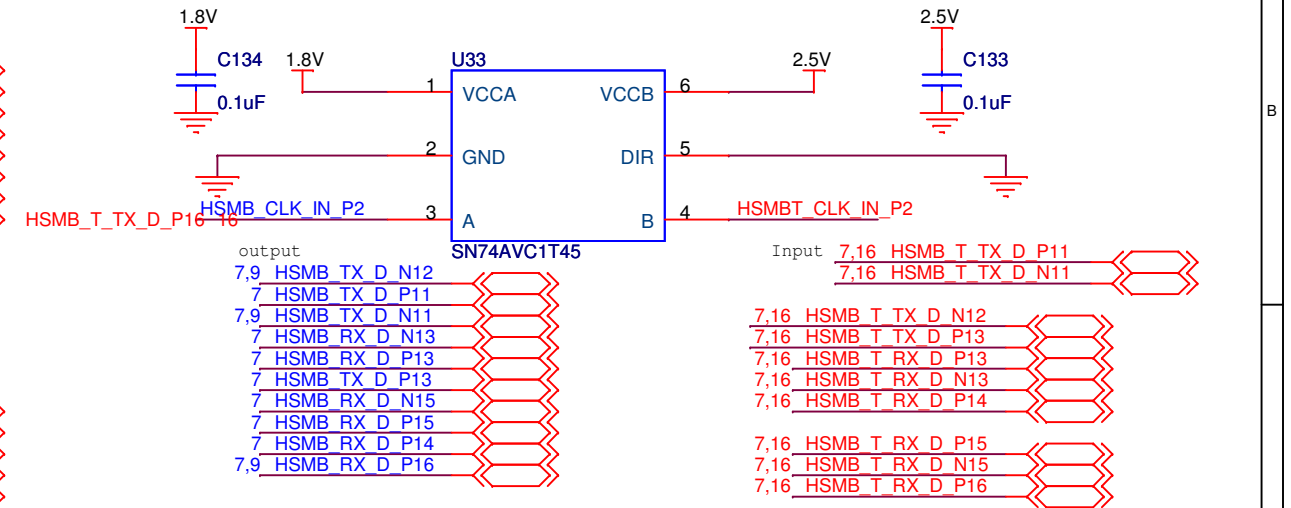 1.8V 2.5V
C134 1.8V U33 2.5V C133
1 VCCA VCCB 6
0.1uF 0.1uF
B
2 GND DIR 5
HSMB_T_TX_D_P16 16 HSMB_CLK_IN_P2 3 A B 4 HSMBT_CLK_IN_P2
SN74AVC1T45
output Input 7,16 HSMB_T_TX_D_P11
7,9 HSMB_TX_D_N12 7,16 HSMB_T_TX_D_N11
7 HSMB_TX_D_P11
7,9 HSMB_TX_D_N11 7,16 HSMB_T_TX_D_N12
7 HSMB_RX_D_N13 7,16 HSMB_T_TX_D_P13
7 HSMB_RX_D_P13 7,16 HSMB_T_RX_D_P13
7 HSMB_TX_D_P13 7,16 HSMB_T_RX_D_N13
7 HSMB_RX_D_N15 7,16 HSMB_T_RX_D_P14
7 HSMB_RX_D_P15
7 HSMB_RX_D_P14 7,16 HSMB_T_RX_D_P15
7,9 HSMB_RX_D_P16 7,16 HSMB_T_RX_D_N15
7,16 HSMB_T_RX_D_P16